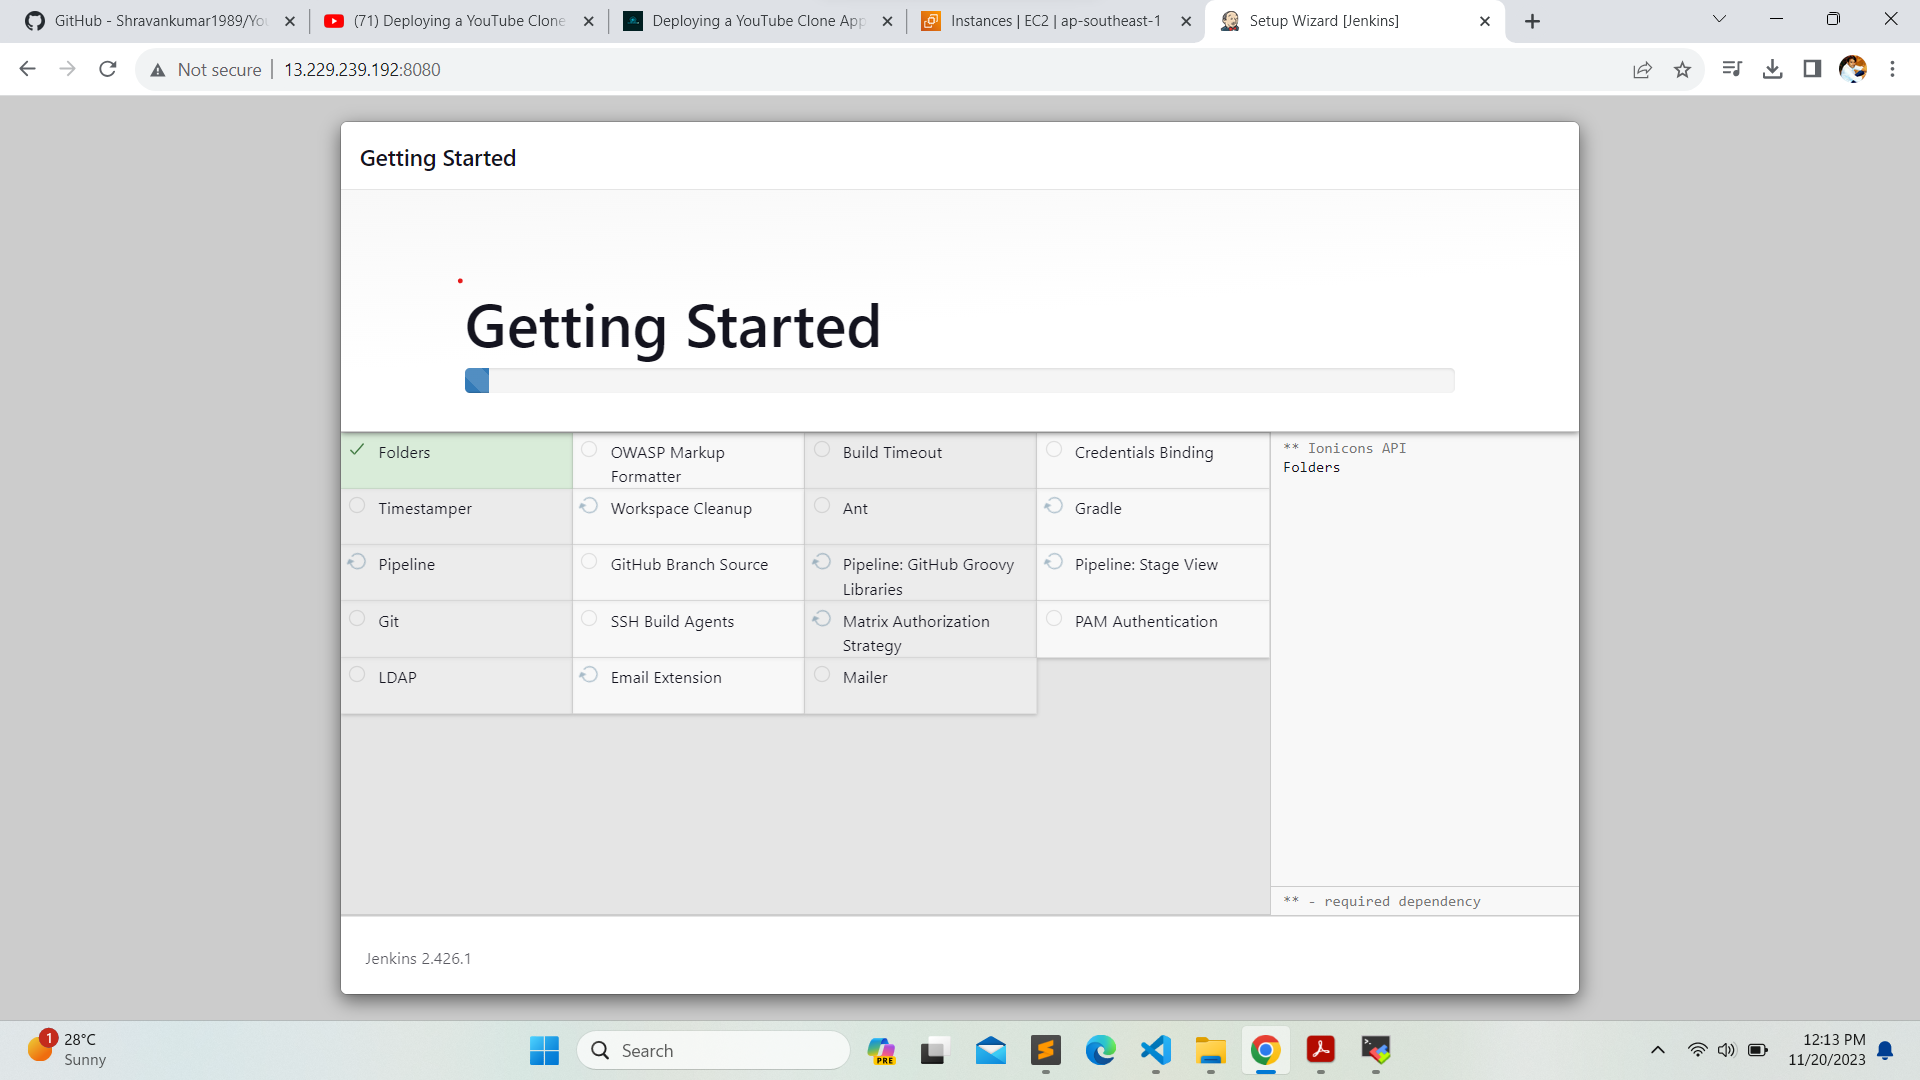 GitHub - Shravankumar1989/You
(71) Deploying a YouTube Clone
Deploying a YouTube Clone App
Instances | EC2 | ap-southeast-1
Setup Wizard [Jenkins]
Not secure
13.229.239.192:8080
Getting Started
Getting Started
Folders
OWASP Markup
Formatter
Build Timeout
Credentials Binding
Timestamper
Workspace Cleanup
Ant
Gradle
Pipeline
GitHub Branch Source
Pipeline: GitHub Groovy
Libraries
Pipeline: Stage View
Git
SSH Build Agents
Matrix Authorization
Strategy
PAM Authentication
LDAP
Email Extension
Mailer
** Ionicons API
Folders
** - required dependency
Jenkins 2.426.1
1
28°C
Sunny
Search
PRE
12:13 PM
11/20/2023